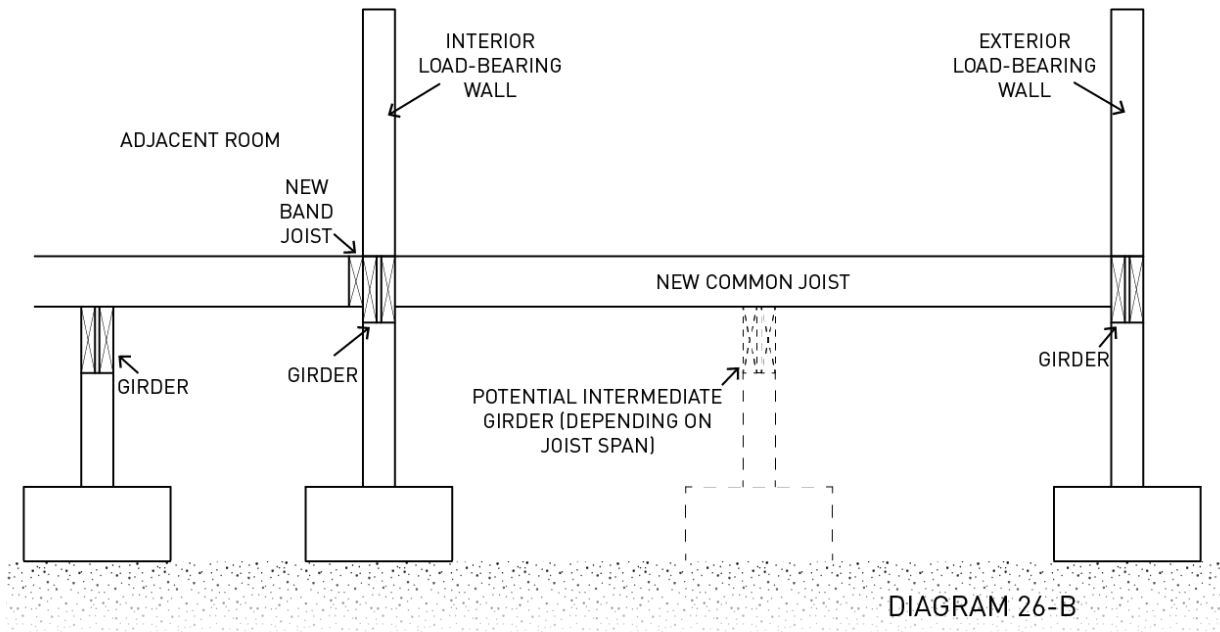 INTERIOR
LOAD-BEARING
WALL
EXTERIOR
LOAD-BEARING
WALL
ADJACENT ROOM
NEW
BAND
JOIST
NEW COMMON JOIST
GIRDER
GIRDER
POTENTIAL INTERMEDIATE
GIRDER (DEPENDING ON
JOIST SPAN)
GIRDER
DIAGRAM 26-B